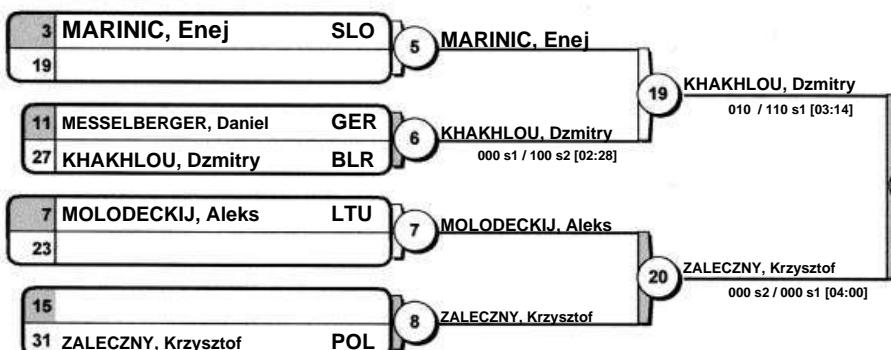 3 MARINIC, Enej SLO
19
5
MARINIC, Enej
11 MESSELBERGER, Daniel GER
27 KHAKHLOU, Dzmitry BLR
6
KHAKHLOU, Dzmitry
000 s1 / 100 s2 [02:28]
19
KHAKHLOU, Dzmitry
010 / 110 s1 [03:14]
7 MOLODECKIJ, Aleks LTU
23
7
MOLODECKIJ, Aleks
15
31 ZALECZNY, Krzysztof POL
8
ZALECZNY, Krzysztof
20
ZALECZNY, Krzysztof
000 s2 / 000 s1 [04:00]